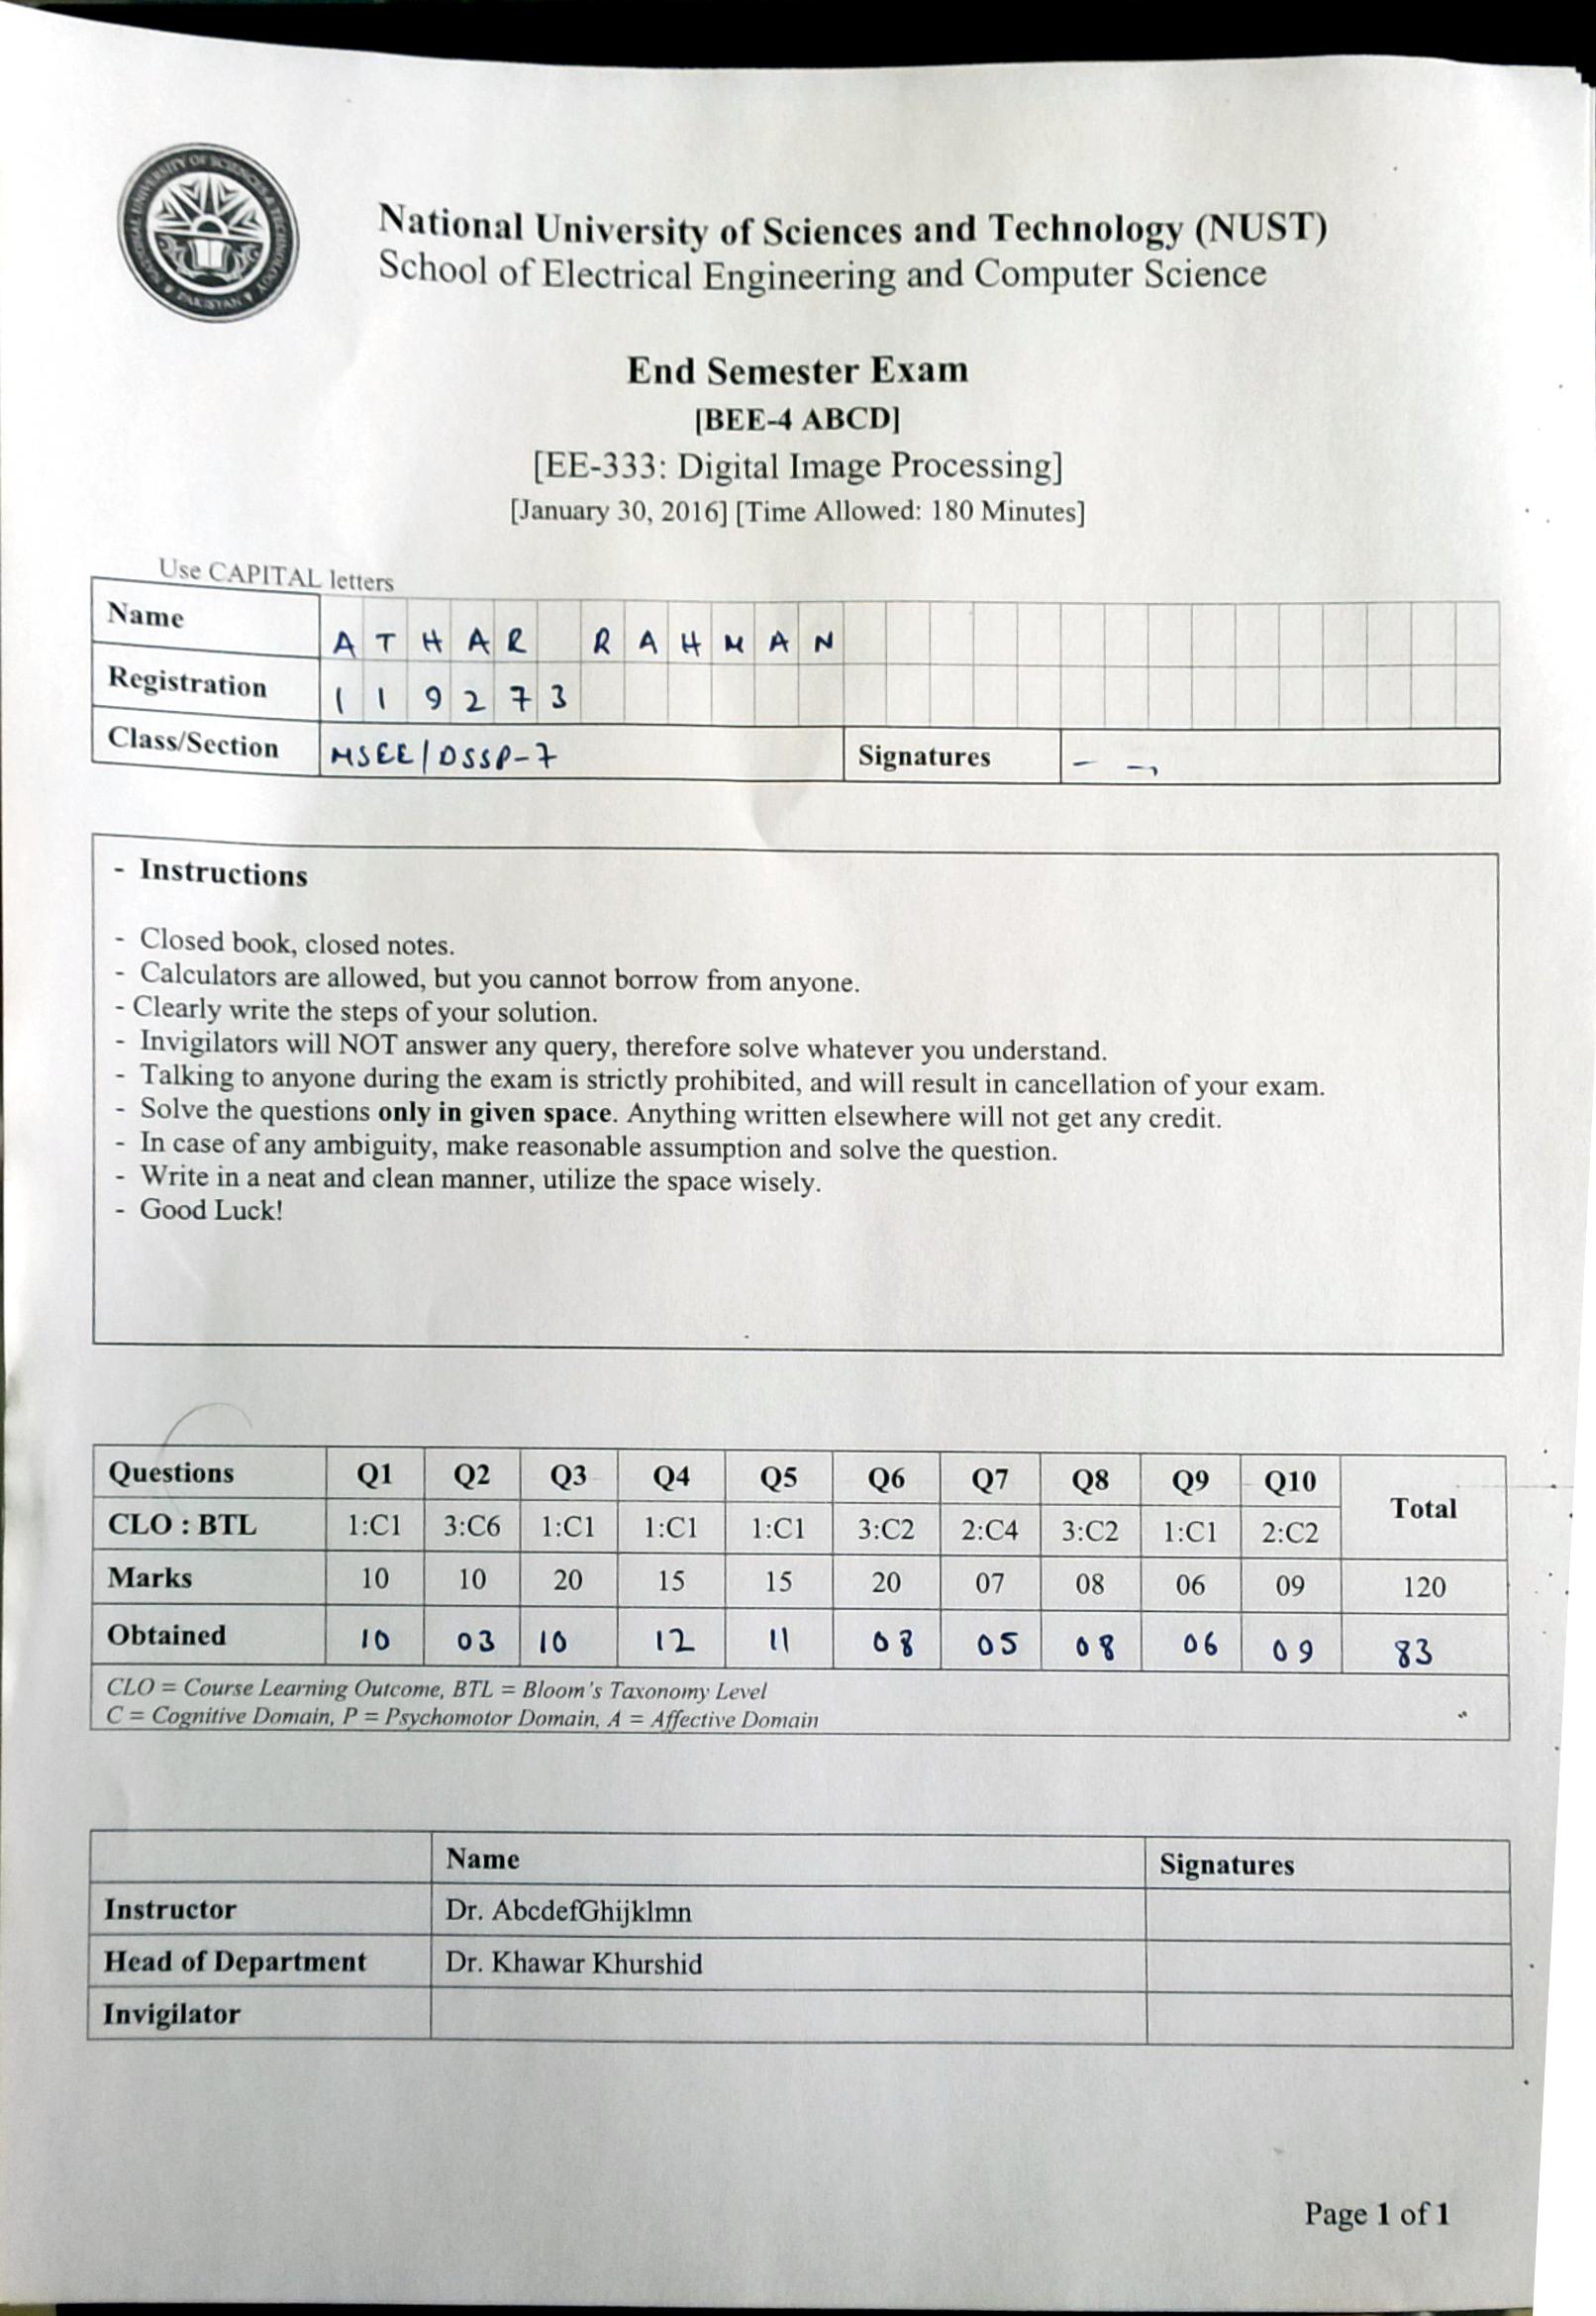 NATIONAL UNIVERSITY OF SCIENCES & TECHNOLOGY
PAKISTAN
National University of Sciences and Technology (NUST)
School of Electrical Engineering and Computer Science
End Semester Exam
[BEE-4 ABCD]
[EE-333: Digital Image Processing]
[January 30, 2016] [Time Allowed: 180 Minutes]
Use CAPITAL letters
Name ATHAR RAHMAN
Registration 119273
Class/Section MSEE/DSSP-7 Signatures
- Instructions
- Closed book, closed notes.
- Calculators are allowed, but you cannot borrow from anyone.
- Clearly write the steps of your solution.
- Invigilators will NOT answer any query, therefore solve whatever you understand.
- Talking to anyone during the exam is strictly prohibited, and will result in cancellation of your exam.
- Solve the questions only in given space. Anything written elsewhere will not get any credit.
- In case of any ambiguity, make reasonable assumption and solve the question.
- Write in a neat and clean manner, utilize the space wisely.
- Good Luck!
Questions Q1 Q2 Q3 Q4 Q5 Q6 Q7 Q8 Q9 Q10 Total
CLO : BTL 1:C1 3:C6 1:C1 1:C1 1:C1 3:C2 2:C4 3:C2 1:C1 2:C2
Marks 10 10 20 15 15 20 07 08 06 09 120
Obtained 10 03 10 12 11 08 05 08 06 09 83
CLO = Course Learning Outcome, BTL = Bloom's Taxonomy Level
C = Cognitive Domain, P = Psychomotor Domain, A = Affective Domain
Name Signatures
Instructor Dr. AbcdefGhijklmn
Head of Department Dr. Khawar Khurshid
Invigilator
Page 1 of 1